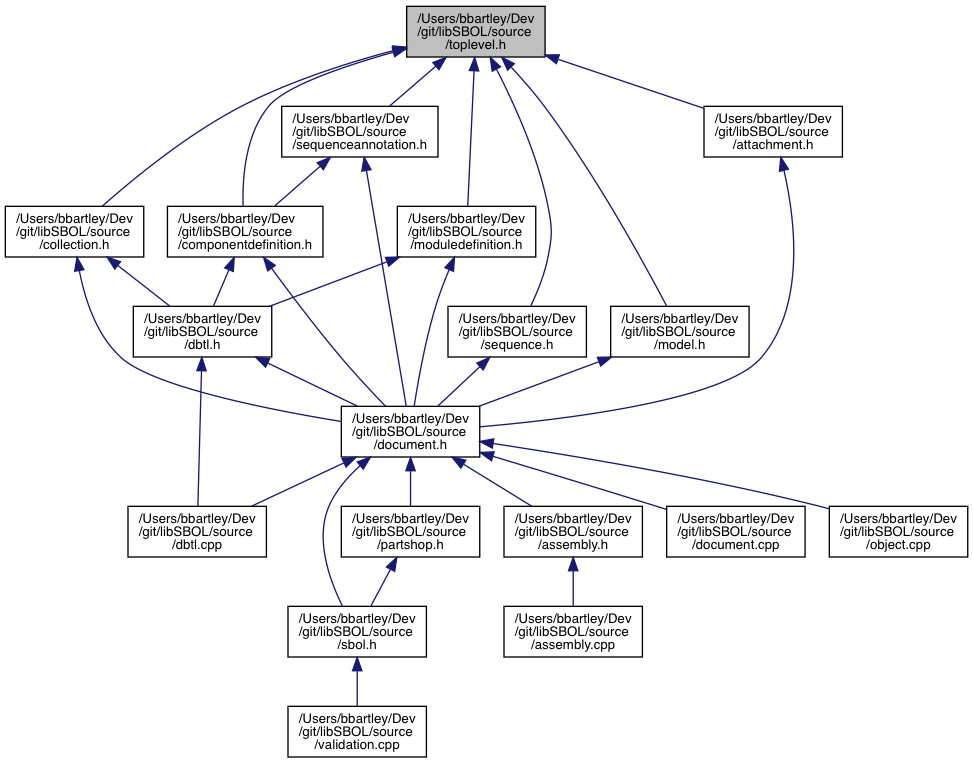 /Users/bbartley/Dev
/git/libSBOL/source
/toplevel.h
/Users/bbartley/Dev
/git/libSBOL/source
/sequenceannotation.h
/Users/bbartley/Dev
/git/libSBOL/source
/attachment.h
/Users/bbartley/Dev
/git/libSBOL/source
/collection.h
/Users/bbartley/Dev
/git/libSBOL/source
/componentdefinition.h
/Users/bbartley/Dev
/git/libSBOL/source
/moduledefinition.h
/Users/bbartley/Dev
/git/libSBOL/source
/dbtl.h
/Users/bbartley/Dev
/git/libSBOL/source
/sequence.h
/Users/bbartley/Dev
/git/libSBOL/source
/model.h
/Users/bbartley/Dev
/git/libSBOL/source
/document.h
/Users/bbartley/Dev
/git/libSBOL/source
/dbtl.cpp
/Users/bbartley/Dev
/git/libSBOL/source
/partshop.h
/Users/bbartley/Dev
/git/libSBOL/source
/assembly.h
/Users/bbartley/Dev
/git/libSBOL/source
/document.cpp
/Users/bbartley/Dev
/git/libSBOL/source
/object.cpp
/Users/bbartley/Dev
/git/libSBOL/source
/sbol.h
/Users/bbartley/Dev
/git/libSBOL/source
/assembly.cpp
/Users/bbartley/Dev
/git/libSBOL/source
/validation.cpp